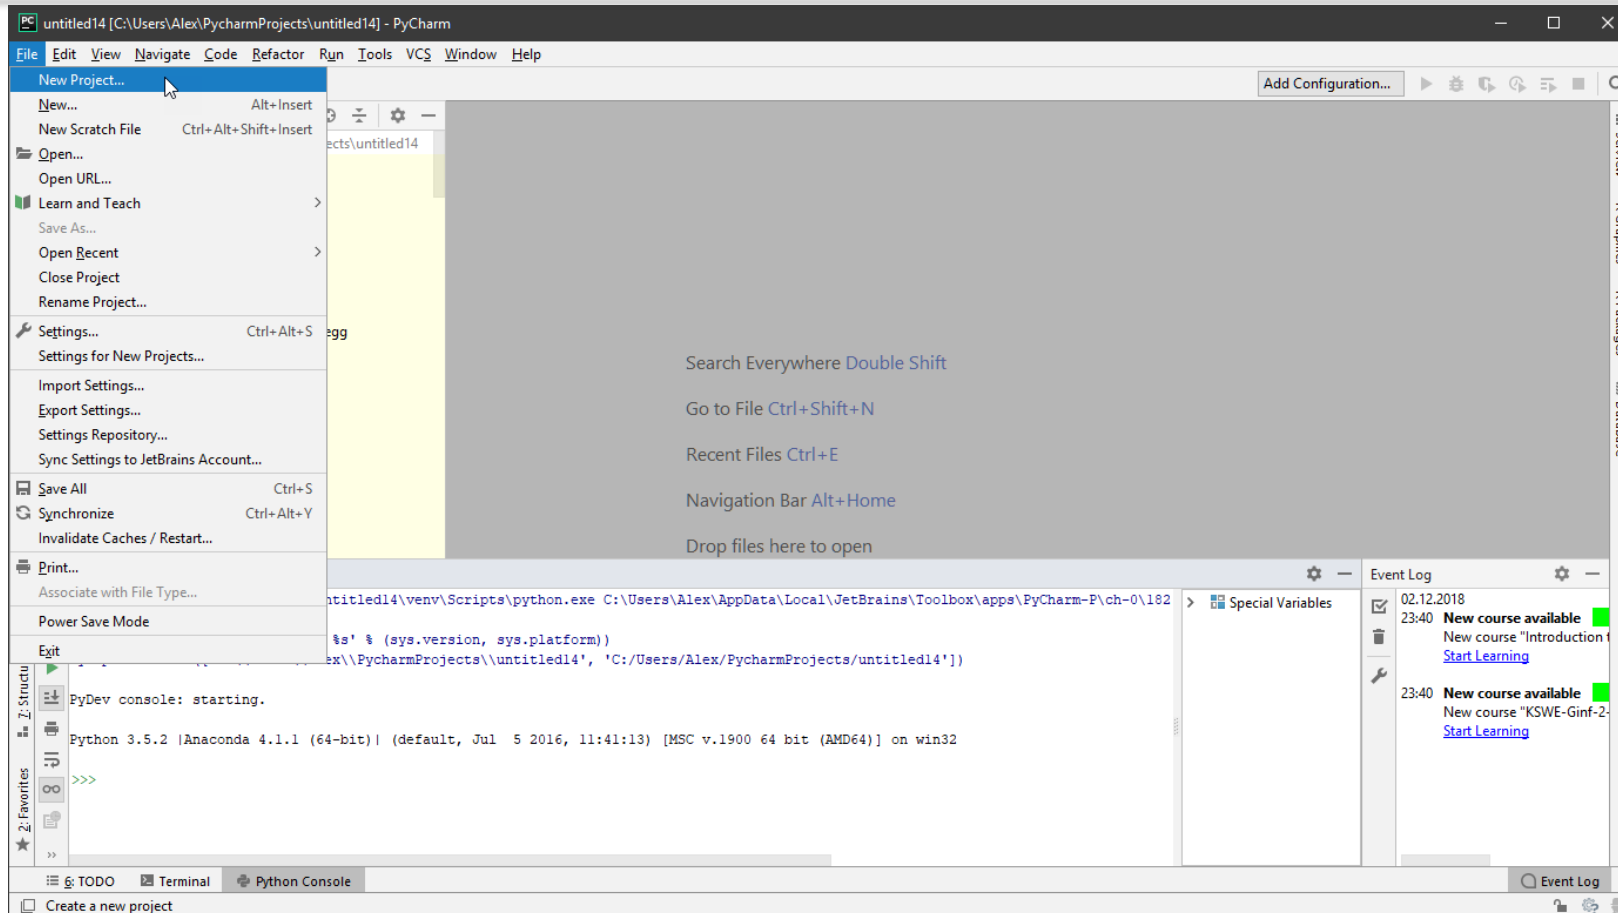 untitled14 [C:\Users\Alex\PycharmProjects\untitled14] - PyCharm
File Edit View Navigate Code Refactor Run Tools VCS Window Help
New Project...
New... Alt+Insert
New Scratch File Ctrl+Alt+Shift+Insert
Open...
Open URL...
Learn and Teach
Save As...
Open Recent
Close Project
Rename Project...
Settings... Ctrl+Alt+S
Settings for New Projects...
Import Settings...
Export Settings...
Settings Repository...
Sync Settings to JetBrains Account...
Save All Ctrl+S
Synchronize Ctrl+Alt+Y
Invalidate Caches / Restart...
Print...
Associate with File Type...
Power Save Mode
Exit
Add Configuration...
ects\untitled14
egg
Search Everywhere Double Shift
Go to File Ctrl+Shift+N
Recent Files Ctrl+E
Navigation Bar Alt+Home
Drop files here to open
ntitled14\venv\Scripts\python.exe C:\Users\Alex\AppData\Local\JetBrains\Toolbox\apps\PyCharm-P\ch-0\182
%s' % (sys.version, sys.platform))
ex\\PycharmProjects\\untitled14', 'C:/Users/Alex/PycharmProjects/untitled14'])
PyDev console: starting.
Python 3.5.2 |Anaconda 4.1.1 (64-bit)| (default, Jul 5 2016, 11:41:13) [MSC v.1900 64 bit (AMD64)] on win32
>>>
Special Variables
Event Log
02.12.2018
23:40 New course available
New course "Introduction t
Start Learning
23:40 New course available
New course "KSWE-Ginf-2-
Start Learning
7: Structu
2: Favorites
6: TODO Terminal Python Console Event Log
Create a new project